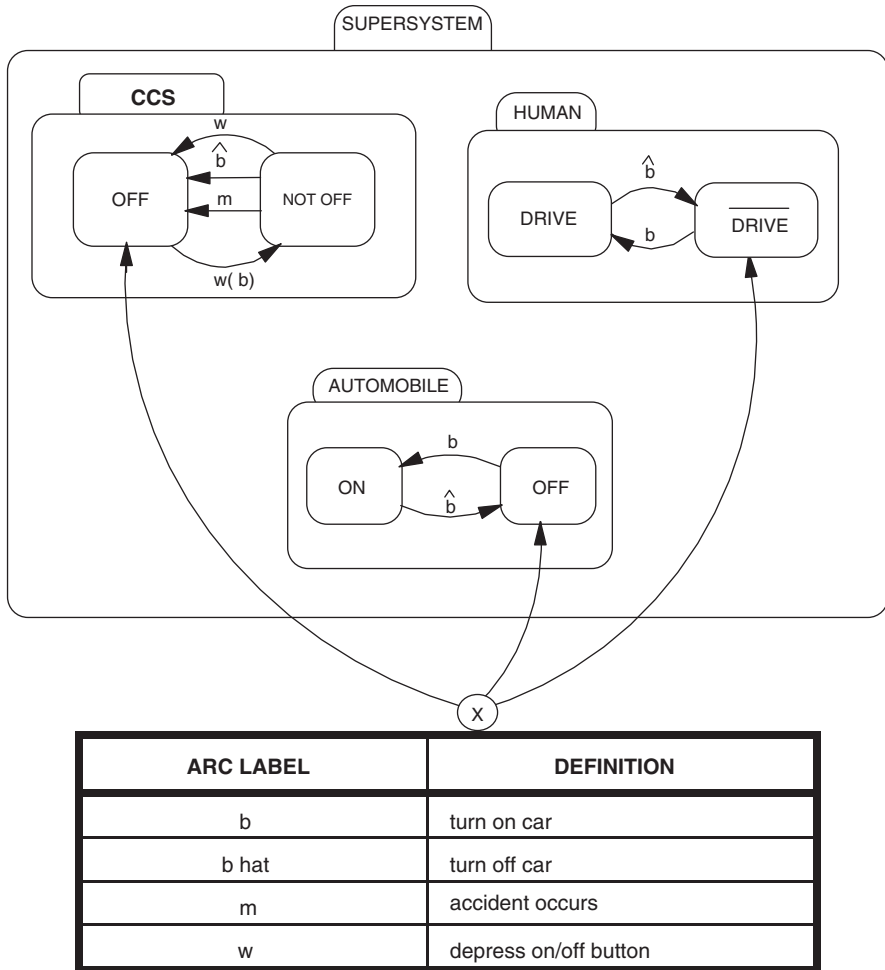 SUPERSYSTEM
CCS
w
b̂
m
OFF
NOT OFF
w( b)
HUMAN
b̂
DRIVE
b
D̅R̅I̅V̅E̅
AUTOMOBILE
b
ON
b̂
OFF
X
ARC LABEL DEFINITION
b turn on car
b hat turn off car
m accident occurs
w depress on/off button